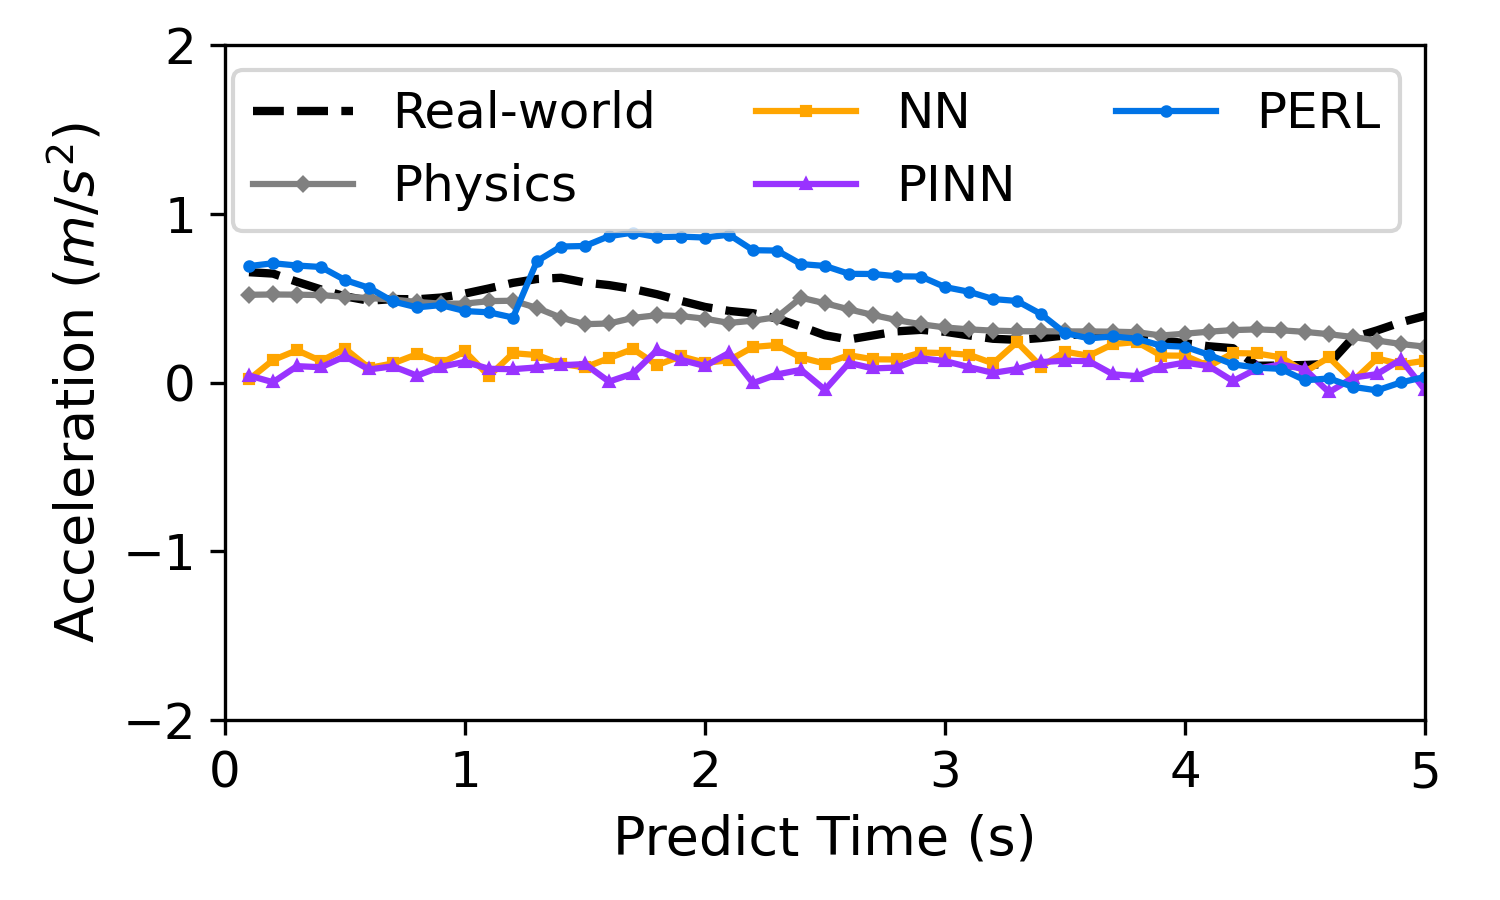 2
1
0
−1
−2
Acceleration (m/s²)
Real-world
Physics
NN
PINN
PERL
0 1 2 3 4 5
Predict Time (s)